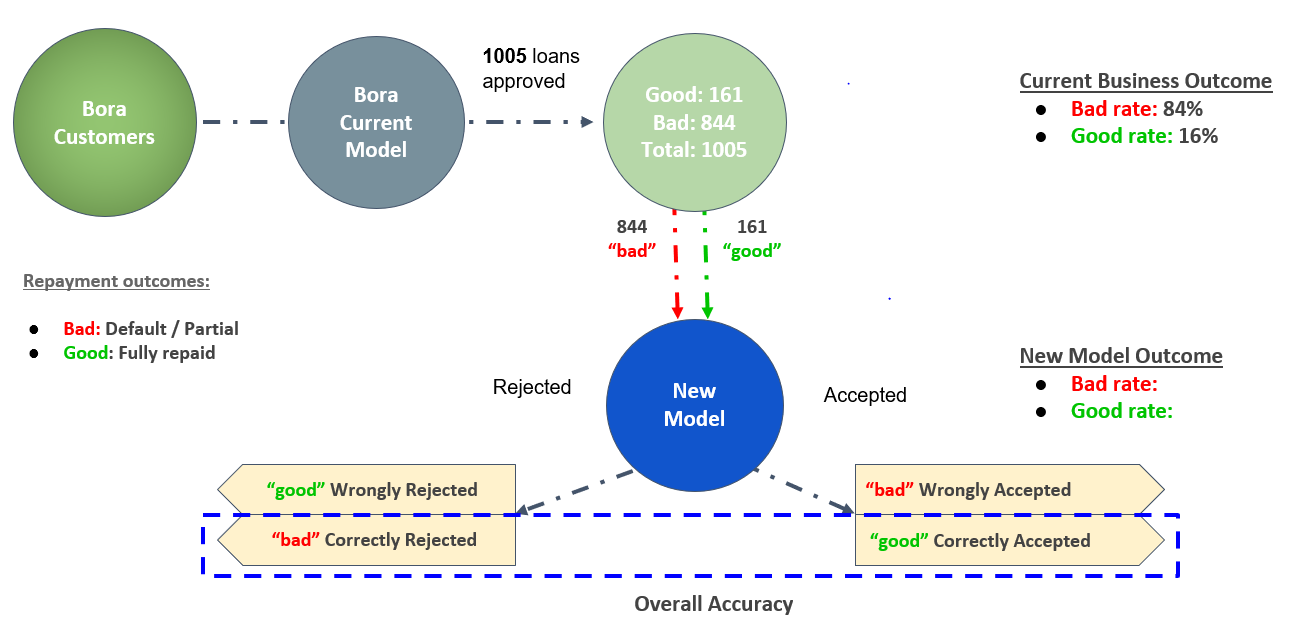 Bora
Customers
Bora
Current
Model
1005 loans
approved
Good: 161
Bad: 844
Total: 1005
Current Business Outcome
● Bad rate: 84%
● Good rate: 16%
844
“bad”
161
“good”
Repayment outcomes:
● Bad: Default / Partial
● Good: Fully repaid
New Model Outcome
● Bad rate:
● Good rate:
Rejected
New
Model
Accepted
“good” Wrongly Rejected
“bad” Correctly Rejected
“bad” Wrongly Accepted
“good” Correctly Accepted
Overall Accuracy